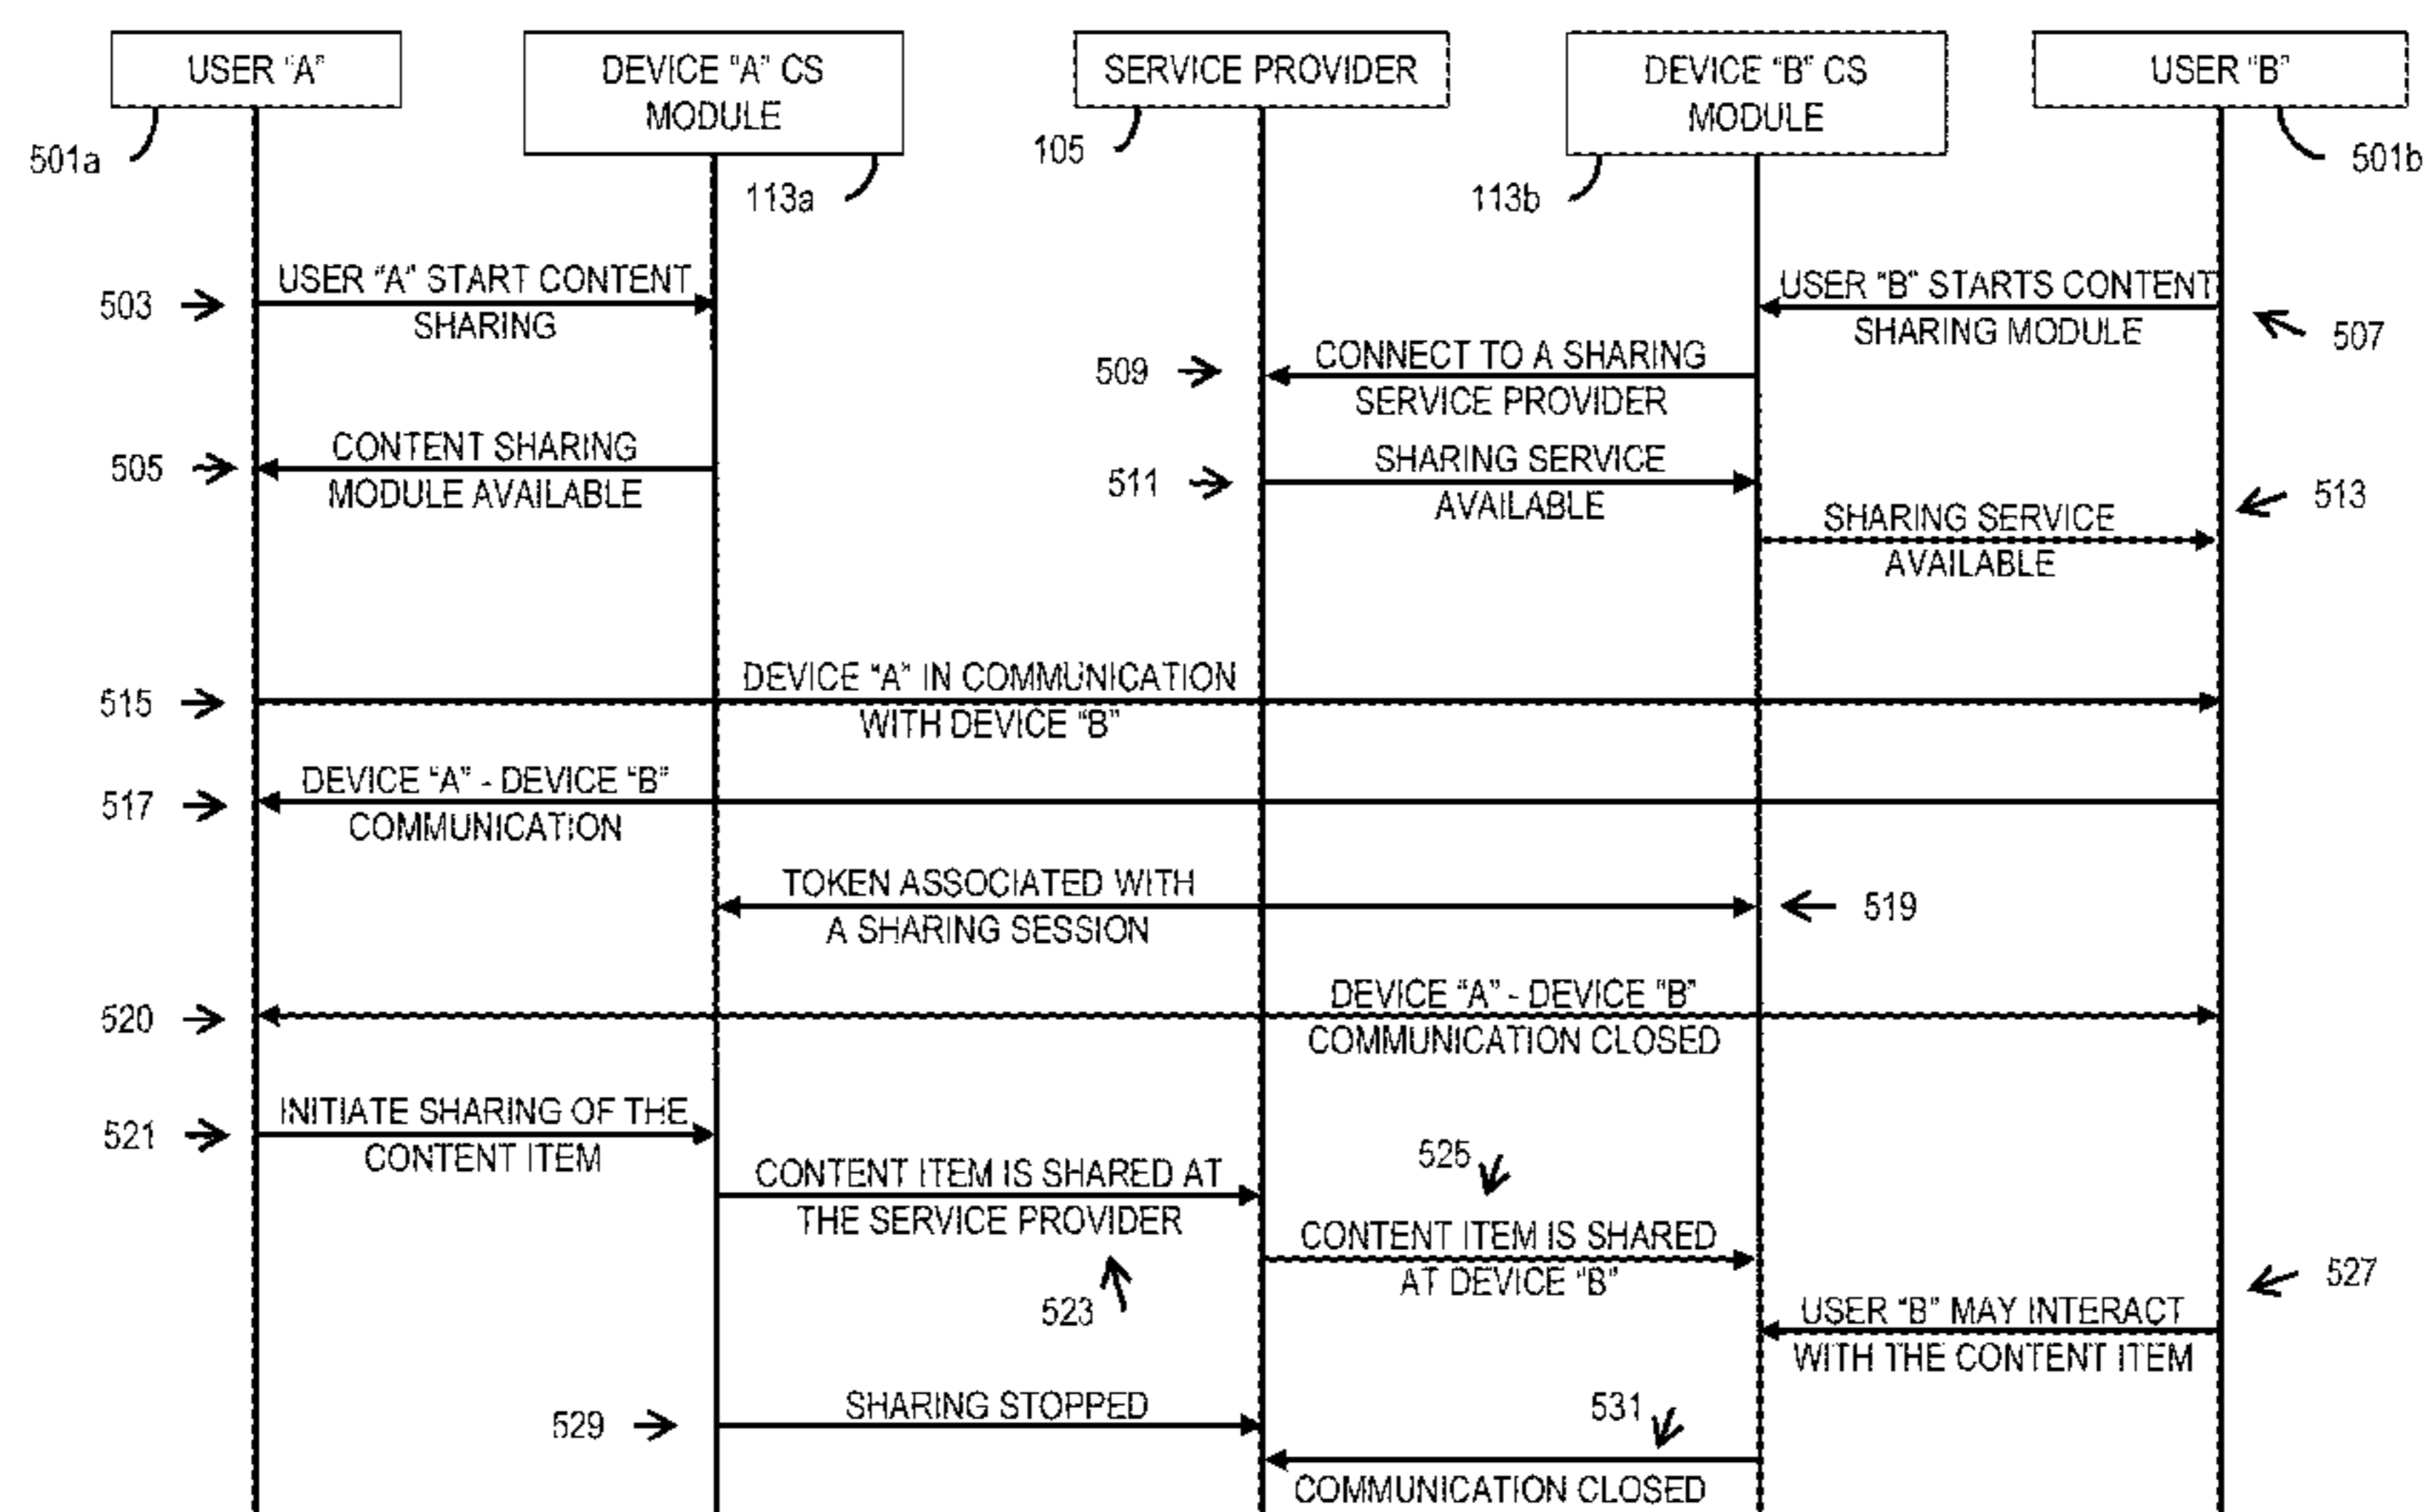 USER "A"
DEVICE "A" CS
MODULE
SERVICE PROVIDER
DEVICE "B" CS
MODULE
USER "B"
501a
113a
105
113b
501b
503
USER "A" START CONTENT
SHARING
USER "B" STARTS CONTENT
SHARING MODULE
507
509
CONNECT TO A SHARING
SERVICE PROVIDER
505
CONTENT SHARING
MODULE AVAILABLE
511
SHARING SERVICE
AVAILABLE
513
SHARING SERVICE
AVAILABLE
515
DEVICE "A" IN COMMUNICATION
WITH DEVICE "B"
517
DEVICE "A" - DEVICE "B"
COMMUNICATION
TOKEN ASSOCIATED WITH
A SHARING SESSION
519
520
DEVICE "A" - DEVICE "B"
COMMUNICATION CLOSED
521
INITIATE SHARING OF THE
CONTENT ITEM
CONTENT ITEM IS SHARED AT
THE SERVICE PROVIDER
523
525
CONTENT ITEM IS SHARED
AT DEVICE "B"
527
USER "B" MAY INTERACT
WITH THE CONTENT ITEM
529
SHARING STOPPED
531
COMMUNICATION CLOSED